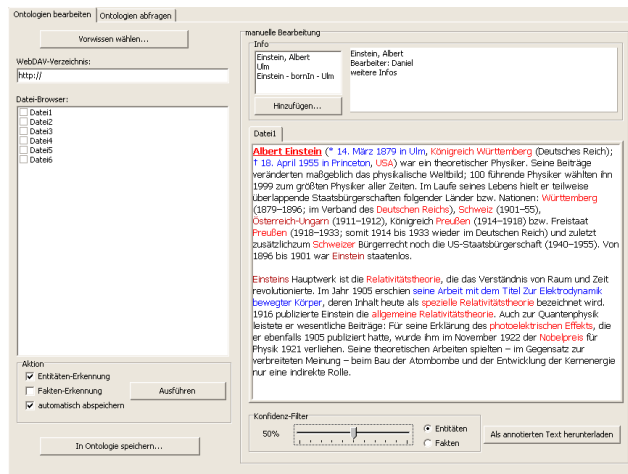 Ontologien bearbeiten Ontologien abfragen
Vorwissen wählen...
WebDAV-Verzeichnis:
http://
Datei-Browser:
Datei1
Datei2
Datei3
Datei4
Datei5
Datei6
Aktion
Entitäten-Erkennung
Fakten-Erkennung
automatisch abspeichern
Ausführen
In Ontologie speichern...
manuelle Bearbeitung
Info
Einstein, Albert
Ulm
Einstein - bornIn - Ulm
Hinzufügen...
Einstein, Albert
Bearbeiter: Daniel
weitere Infos
Datei1
Albert Einstein (* 14. März 1879 in Ulm, Königreich Württemberg (Deutsches Reich);
† 18. April 1955 in Princeton, USA) war ein theoretischer Physiker. Seine Beiträge
veränderten maßgeblich das physikalische Weltbild; 100 führende Physiker wählten ihn
1999 zum größten Physiker aller Zeiten. Im Laufe seines Lebens hielt er teilweise
überlappende Staatsbürgerschaften folgender Länder bzw. Nationen: Württemberg
(1879–1896; im Verband des Deutschen Reichs), Schweiz (1901–55),
Österreich-Ungarn (1911–1912), Königreich Preußen (1914–1918) bzw. Freistaat
Preußen (1918–1933; somit 1914 bis 1933 wieder im Deutschen Reich) und zuletzt
zusätzlichzum Schweizer Bürgerrecht noch die US-Staatsbürgerschaft (1940–1955). Von
1896 bis 1901 war Einstein staatenlos.
Einsteins Hauptwerk ist die Relativitätstheorie, die das Verständnis von Raum und Zeit
revolutionierte. Im Jahr 1905 erschien seine Arbeit mit dem Titel Zur Elektrodynamik
bewegter Körper, deren Inhalt heute als spezielle Relativitätstheorie bezeichnet wird.
1916 publizierte Einstein die allgemeine Relativitätstheorie. Auch zur Quantenphysik
leistete er wesentliche Beiträge: Für seine Erklärung des photoelektrischen Effekts, die
er ebenfalls 1905 publiziert hatte, wurde ihm im November 1922 der Nobelpreis für
Physik 1921 verliehen. Seine theoretischen Arbeiten spielten – im Gegensatz zur
verbreiteten Meinung – beim Bau der Atombombe und der Entwicklung der Kernenergie
nur eine indirekte Rolle.
Konfidenz-Filter
50%
Entitäten
Fakten
Als annotierten Text herunterladen